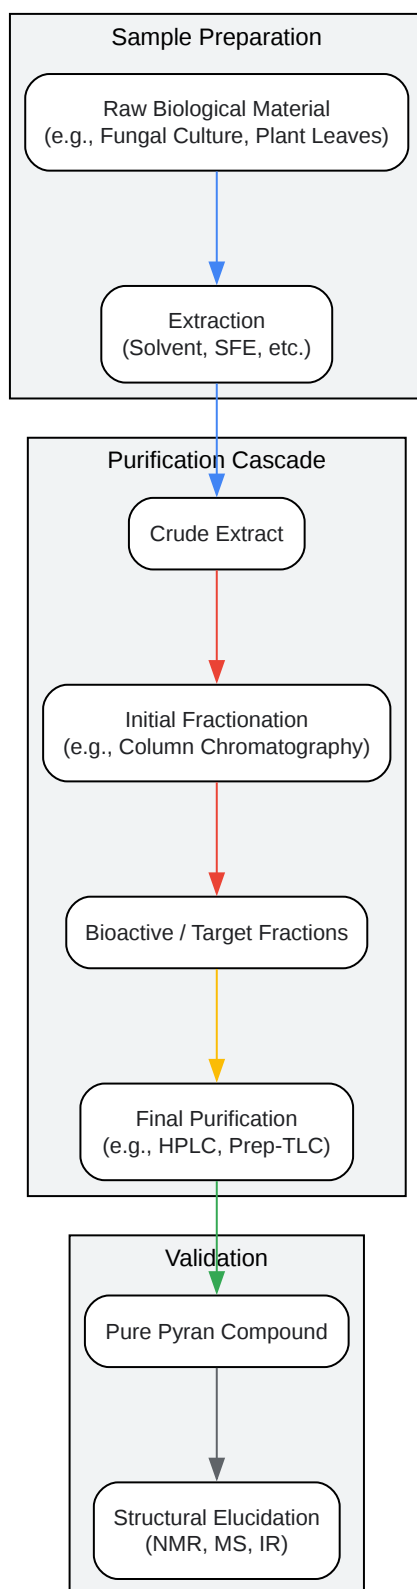 Sample Preparation
Raw Biological Material
(e.g., Fungal Culture, Plant Leaves)
Extraction
(Solvent, SFE, etc.)
Purification Cascade
Crude Extract
Initial Fractionation
(e.g., Column Chromatography)
Bioactive / Target Fractions
Final Purification
(e.g., HPLC, Prep-TLC)
Validation
Pure Pyran Compound
Structural Elucidation
(NMR, MS, IR)